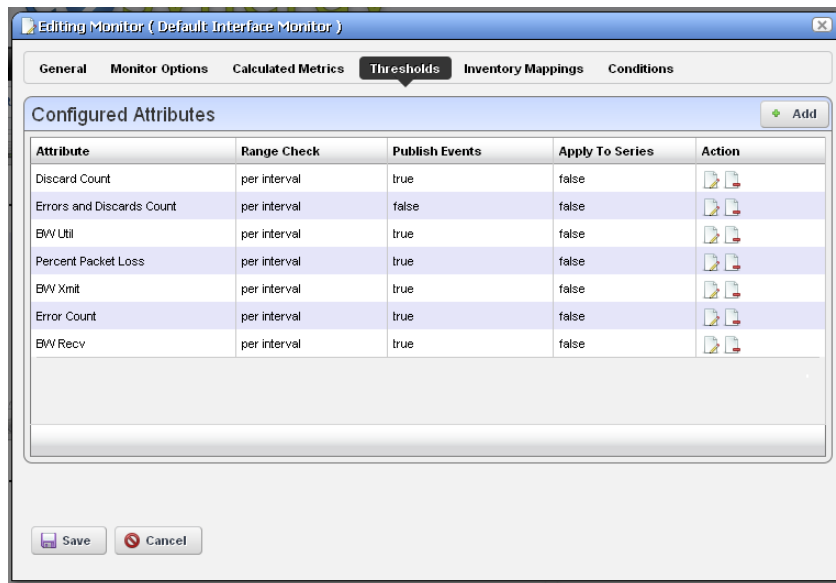 Editing Monitor ( Default Interface Monitor )
General Monitor Options Calculated Metrics Thresholds Inventory Mappings Conditions
Configured Attributes Add
Attribute Range Check Publish Events Apply To Series Action
Discard Count per interval true false
Errors and Discards Count per interval false false
BW Util per interval true false
Percent Packet Loss per interval true false
BW Xmit per interval true false
Error Count per interval true false
BW Recv per interval true false
Save Cancel